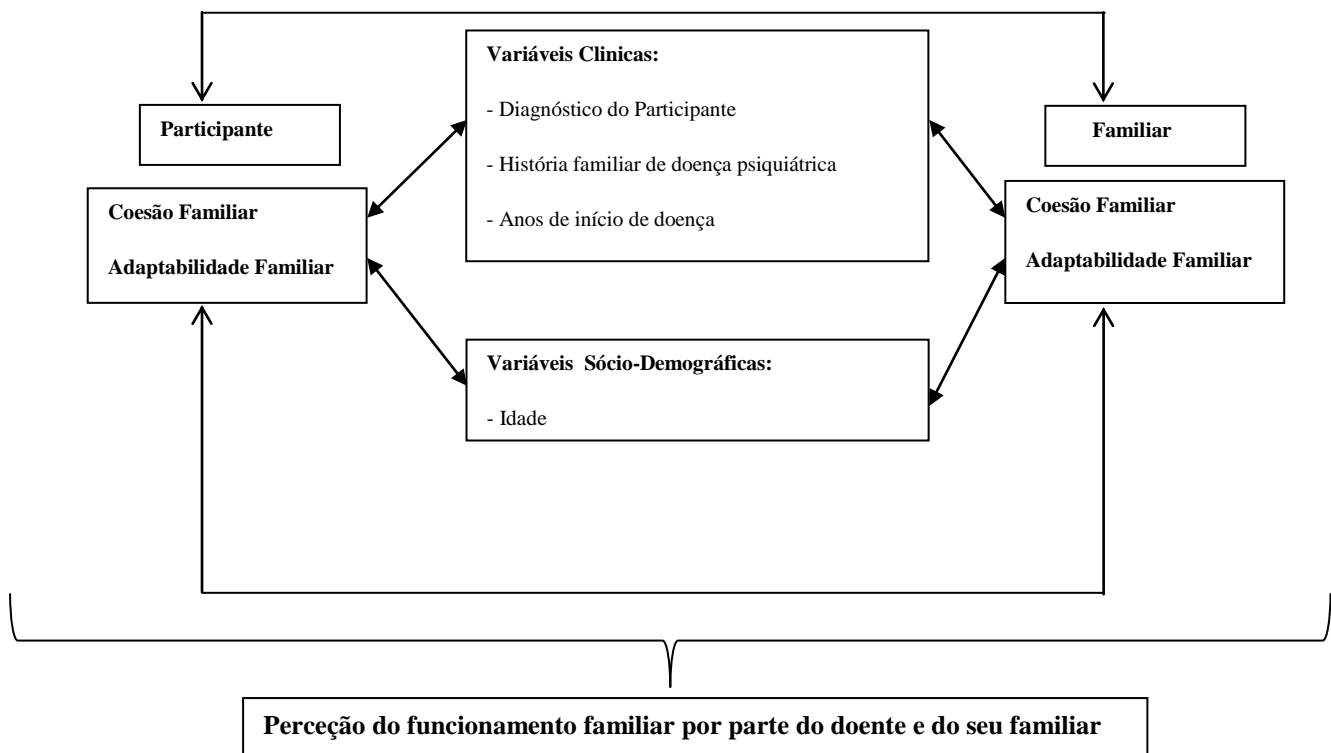 Participante
Coesão Familiar
Adaptabilidade Familiar
Variáveis Clinicas:
- Diagnóstico do Participante
- História familiar de doença psiquiátrica
- Anos de início de doença
Variáveis Sócio-Demográficas:
- Idade
Familiar
Coesão Familiar
Adaptabilidade Familiar
Perceção do funcionamento familiar por parte do doente e do seu familiar